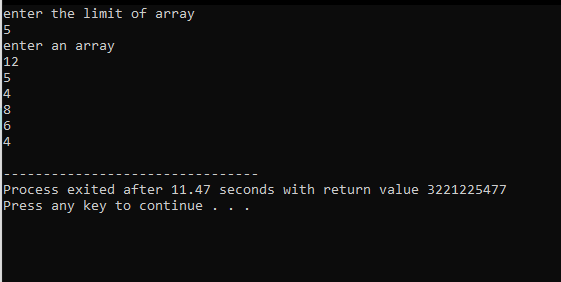 enter the limit of array
5
enter an array
12
5
4
8
6
4
--------------------------------
Process exited after 11.47 seconds with return value 3221225477
Press any key to continue . . .